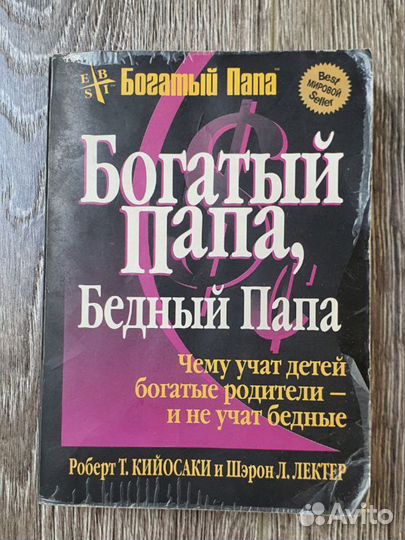 E B
S I
Богатый Папа
Best
МИРОВОЙ
Seller
Богатый
Папа,
Бедный Папа
Чему учат детей
богатые родители –
и не учат бедные
Роберт Т. КИЙОСАКИ и Шэрон Л. ЛЕКТЕР
Avito